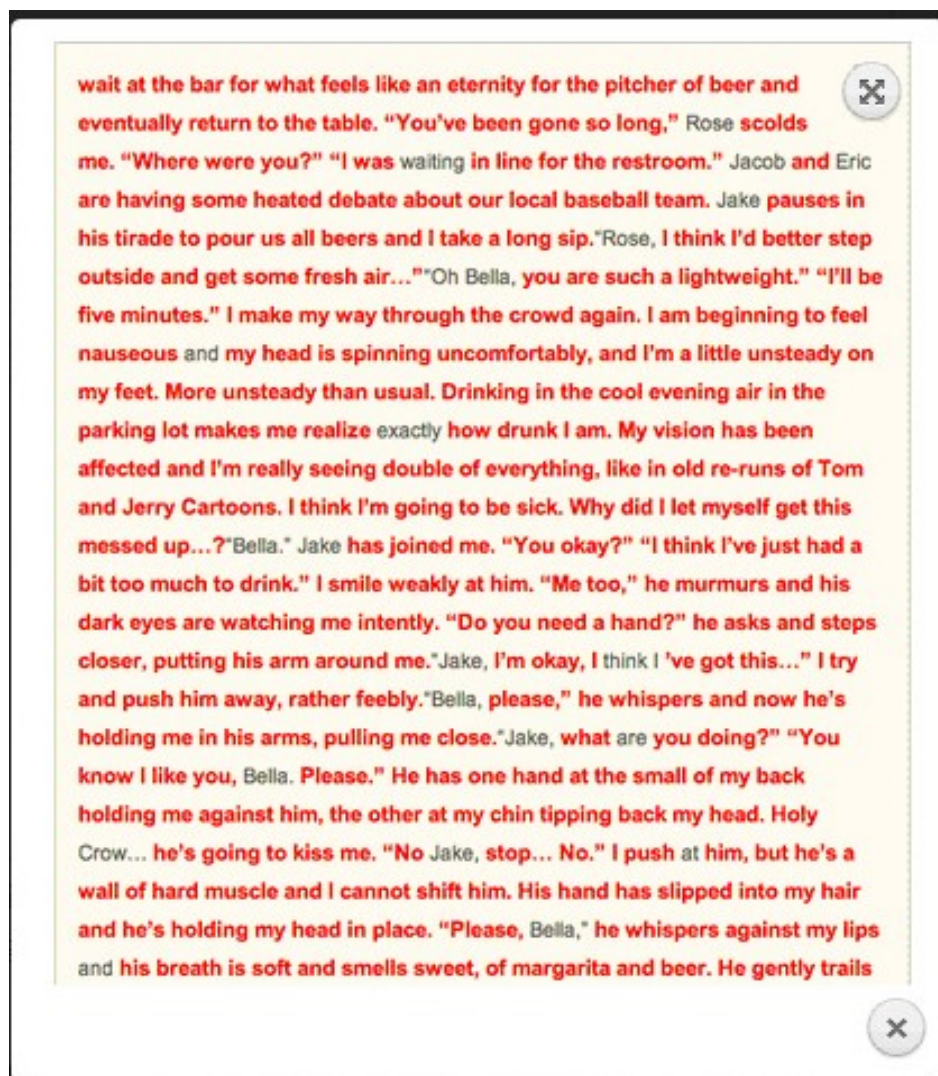 wait at the bar for what feels like an eternity for the pitcher of beer and
eventually return to the table. “You’ve been gone so long,” Rose scolds
me. “Where were you?” “I was waiting in line for the restroom.” Jacob and Eric
are having some heated debate about our local baseball team. Jake pauses in
his tirade to pour us all beers and I take a long sip."Rose, I think I’d better step
outside and get some fresh air…”"Oh Bella, you are such a lightweight.” “I’ll be
five minutes.” I make my way through the crowd again. I am beginning to feel
nauseous and my head is spinning uncomfortably, and I’m a little unsteady on
my feet. More unsteady than usual. Drinking in the cool evening air in the
parking lot makes me realize exactly how drunk I am. My vision has been
affected and I’m really seeing double of everything, like in old re-runs of Tom
and Jerry Cartoons. I think I’m going to be sick. Why did I let myself get this
messed up…?"Bella." Jake has joined me. “You okay?” “I think I’ve just had a
bit too much to drink.” I smile weakly at him. “Me too,” he murmurs and his
dark eyes are watching me intently. “Do you need a hand?” he asks and steps
closer, putting his arm around me."Jake, I’m okay, I think I ’ve got this…” I try
and push him away, rather feebly."Bella, please,” he whispers and now he’s
holding me in his arms, pulling me close."Jake, what are you doing?” “You
know I like you, Bella. Please.” He has one hand at the small of my back
holding me against him, the other at my chin tipping back my head. Holy
Crow... he’s going to kiss me. “No Jake, stop… No.” I push at him, but he’s a
wall of hard muscle and I cannot shift him. His hand has slipped into my hair
and he’s holding my head in place. “Please, Bella," he whispers against my lips
and his breath is soft and smells sweet, of margarita and beer. He gently trails